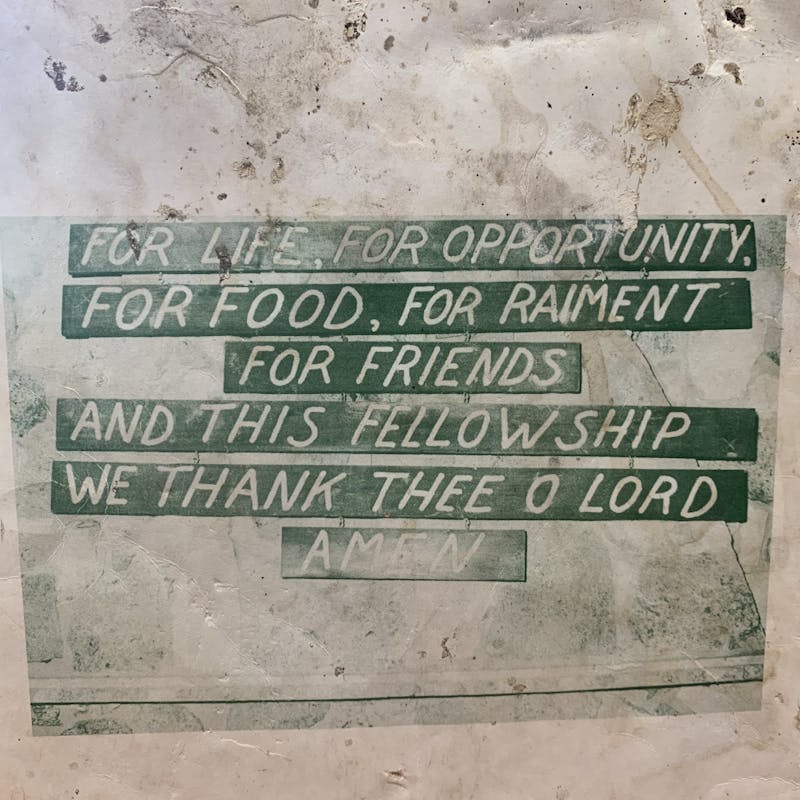 FOR LIFE, FOR OPPORTUNITY,
FOR FOOD, FOR RAIMENT
FOR FRIENDS
AND THIS FELLOWSHIP
WE THANK THEE O LORD
AMEN